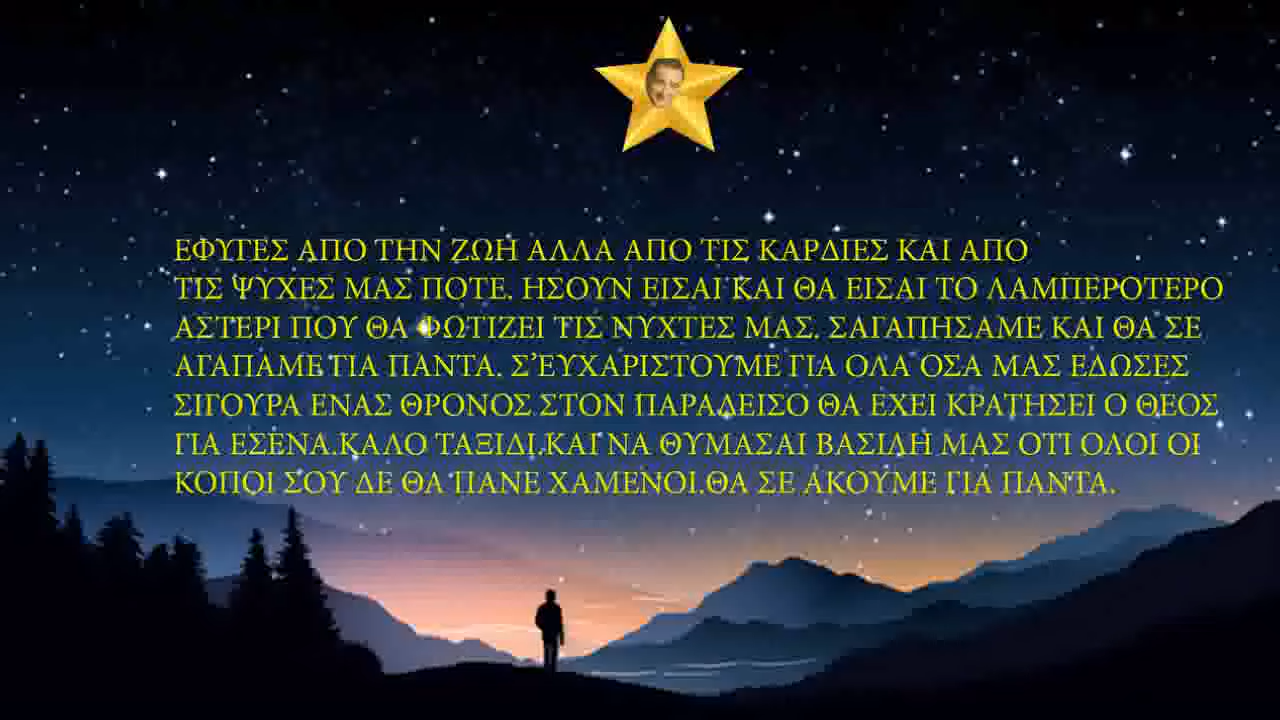 ΕΦΥΓΕΣ ΑΠΟ ΤΗΝ ΖΩΗ ΑΛΛΑ ΑΠΟ ΤΙΣ ΚΑΡΔΙΕΣ ΚΑΙ ΑΠΟ
ΤΙΣ ΨΥΧΕΣ ΜΑΣ ΠΟΤΕ. ΗΣΟΥΝ ΕΙΣΑΙ ΚΑΙ ΘΑ ΕΙΣΑΙ ΤΟ ΛΑΜΠΕΡΟΤΕΡΟ
ΑΣΤΕΡΙ ΠΟΥ ΘΑ ΦΩΤΙΖΕΙ ΤΙΣ ΝΥΧΤΕΣ ΜΑΣ. ΣΑΓΑΠΗΣΑΜΕ ΚΑΙ ΘΑ ΣΕ
ΑΓΑΠΑΜΕ ΓΙΑ ΠΑΝΤΑ. Σ’ΕΥΧΑΡΙΣΤΟΥΜΕ ΓΙΑ ΟΛΑ ΟΣΑ ΜΑΣ ΕΔΩΣΕΣ
ΣΙΓΟΥΡΑ ΕΝΑΣ ΘΡΟΝΟΣ ΣΤΟΝ ΠΑΡΑΔΕΙΣΟ ΘΑ ΕΧΕΙ ΚΡΑΤΗΣΕΙ Ο ΘΕΟΣ
ΓΙΑ ΕΣΕΝΑ.ΚΑΛΟ ΤΑΞΙΔΙ.ΚΑΙ ΝΑ ΘΥΜΑΣΑΙ ΒΑΣΙΛΗ ΜΑΣ ΟΤΙ ΟΛΟΙ ΟΙ
ΚΟΠΟΙ ΣΟΥ ΔΕ ΘΑ ΠΑΝΕ ΧΑΜΕΝΟΙ.ΘΑ ΣΕ ΑΚΟΥΜΕ ΓΙΑ ΠΑΝΤΑ.